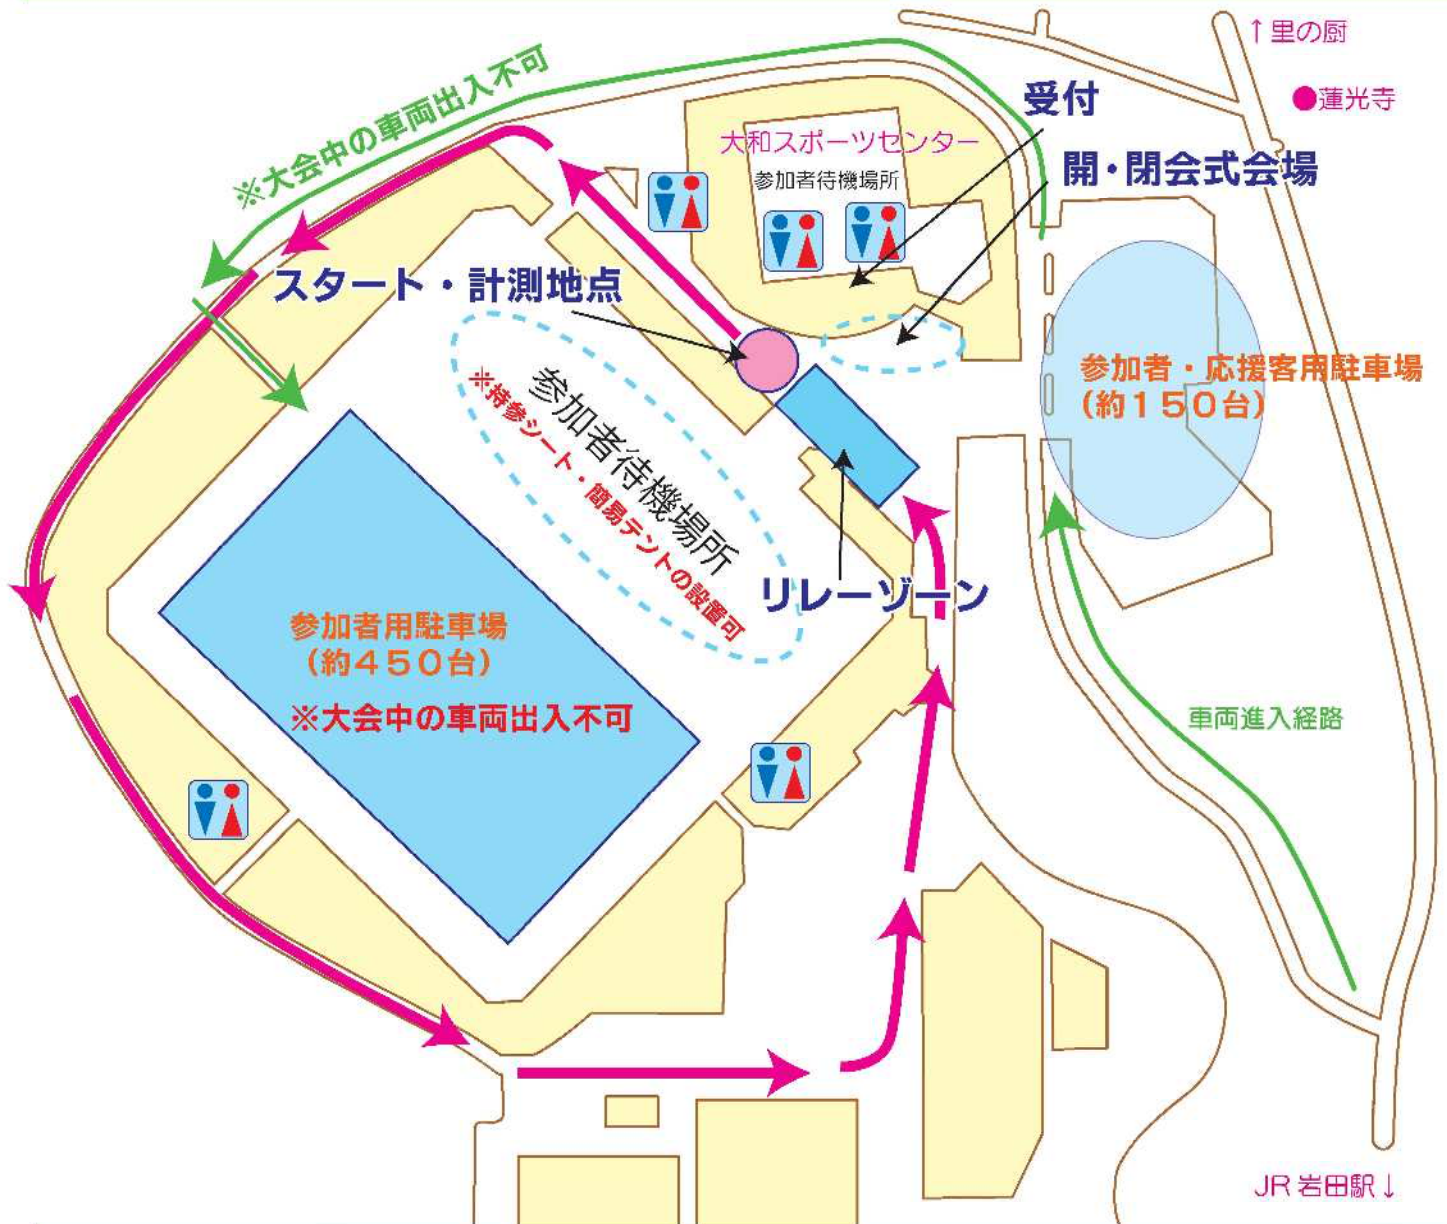 ↑里の厨
●蓮光寺
※大会中の車両出入不可
受付
大和スポーツセンター
参加者待機場所
開・閉会式会場
スタート・計測地点
参加者・応援客用駐車場
(約150台)
参加者待機場所
※持参シート・簡易テントの設置可
リレーゾーン
参加者用駐車場
(約450台)
※大会中の車両出入不可
車両進入経路
JR 岩田駅↓